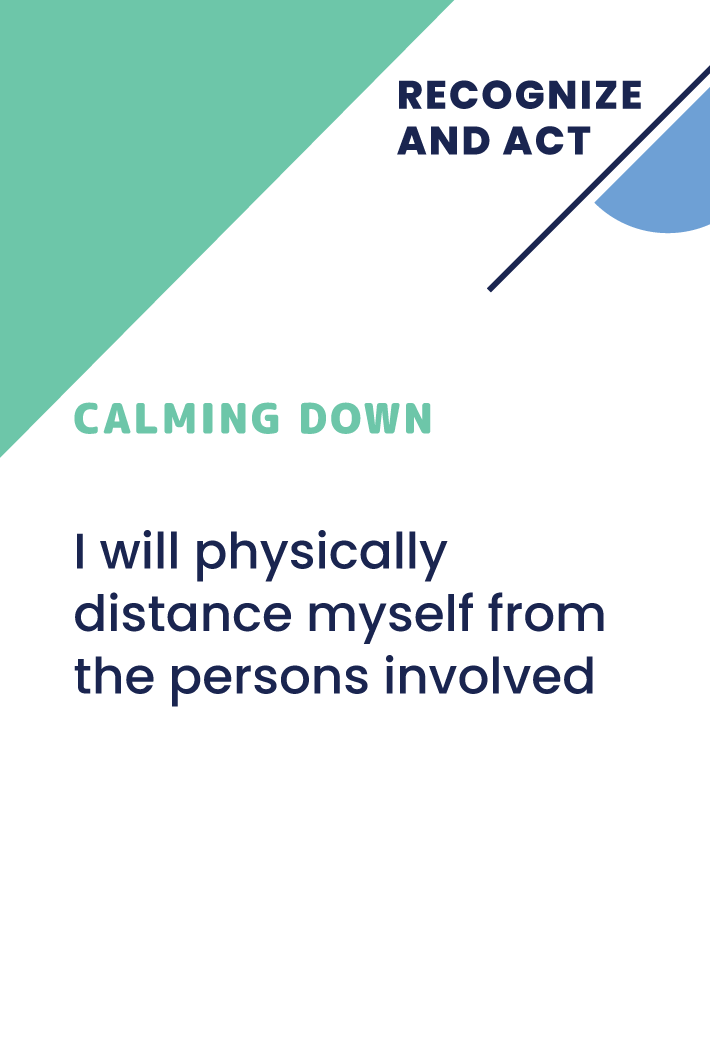 RECOGNIZE
AND ACT
CALMING DOWN
I will physically
distance myself from
the persons involved